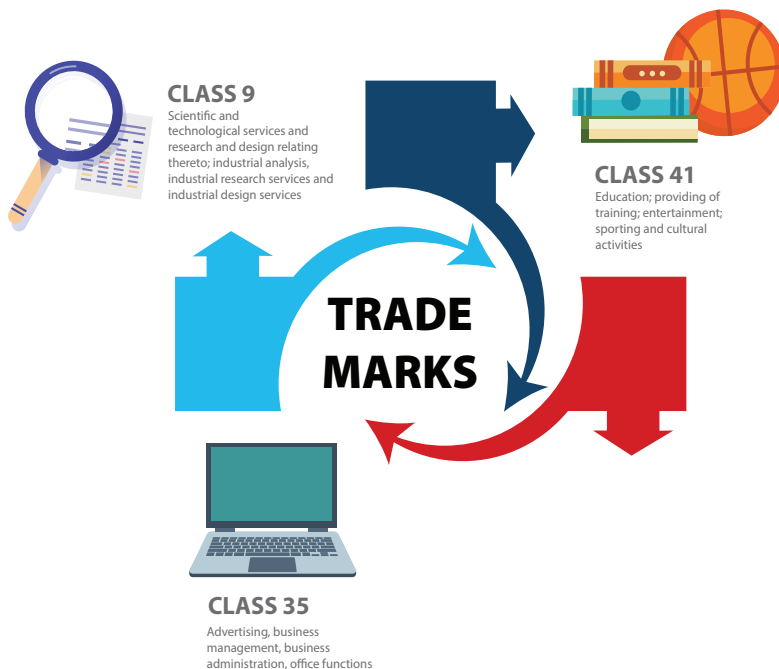 CLASS 9
Scientific and
technological services and
research and design relating
thereto; industrial analysis,
industrial research services and
industrial design services
CLASS 41
Education; providing of
training; entertainment;
sporting and cultural
activities
TRADE
MARKS
CLASS 35
Advertising, business
management, business
administration, office functions